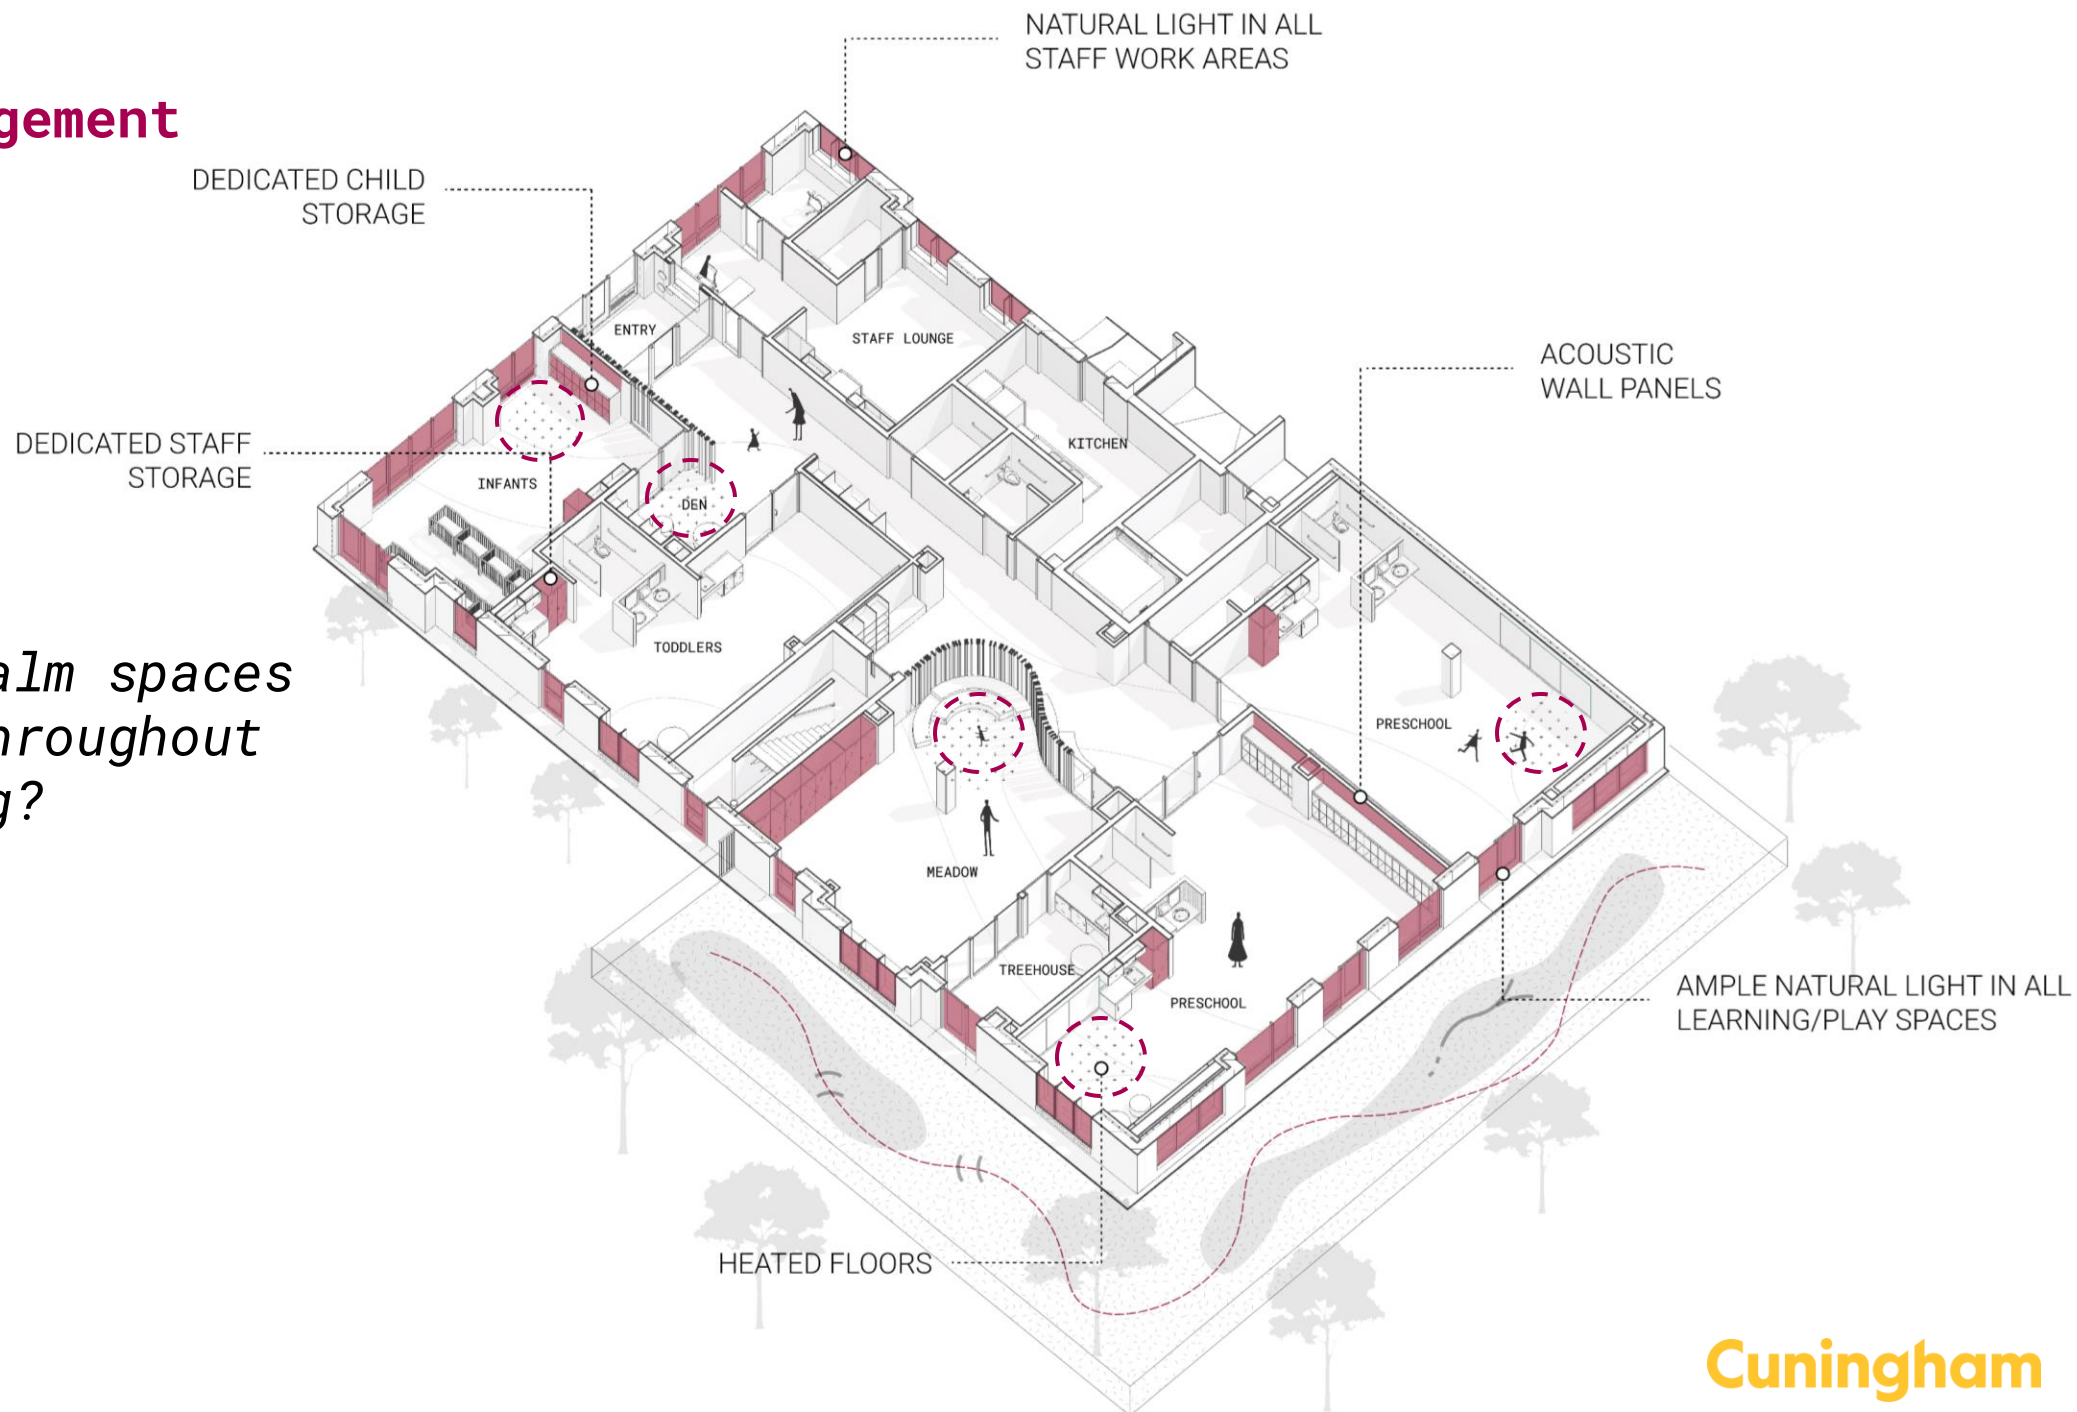 NATURAL LIGHT IN ALL
STAFF WORK AREAS
gement
DEDICATED CHILD
STORAGE
ENTRY
STAFF LOUNGE
ACOUSTIC
WALL PANELS
DEDICATED STAFF
STORAGE
KITCHEN
INFANTS
DEN
TODDLERS
alm spaces
hroughout
g?
PRESCHOOL
MEADOW
TREEHOUSE
PRESCHOOL
AMPLE NATURAL LIGHT IN ALL
LEARNING/PLAY SPACES
HEATED FLOORS
Cuningham